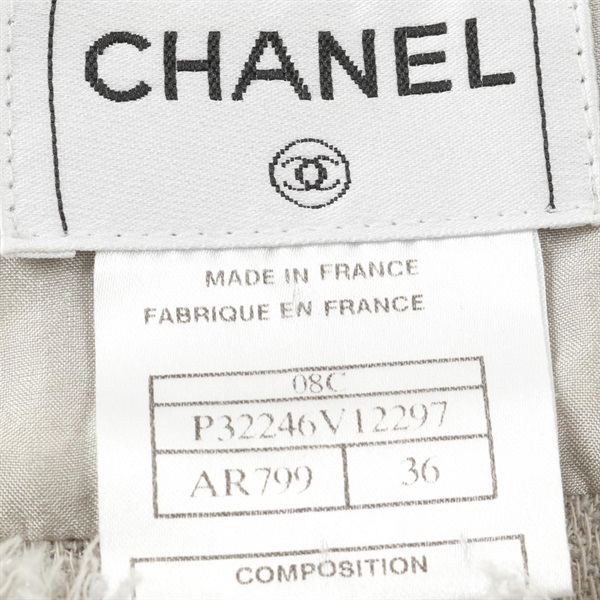 CHANEL
MADE IN FRANCE
FABRIQUE EN FRANCE
08C
P32246V12297
AR799 36
COMPOSITION